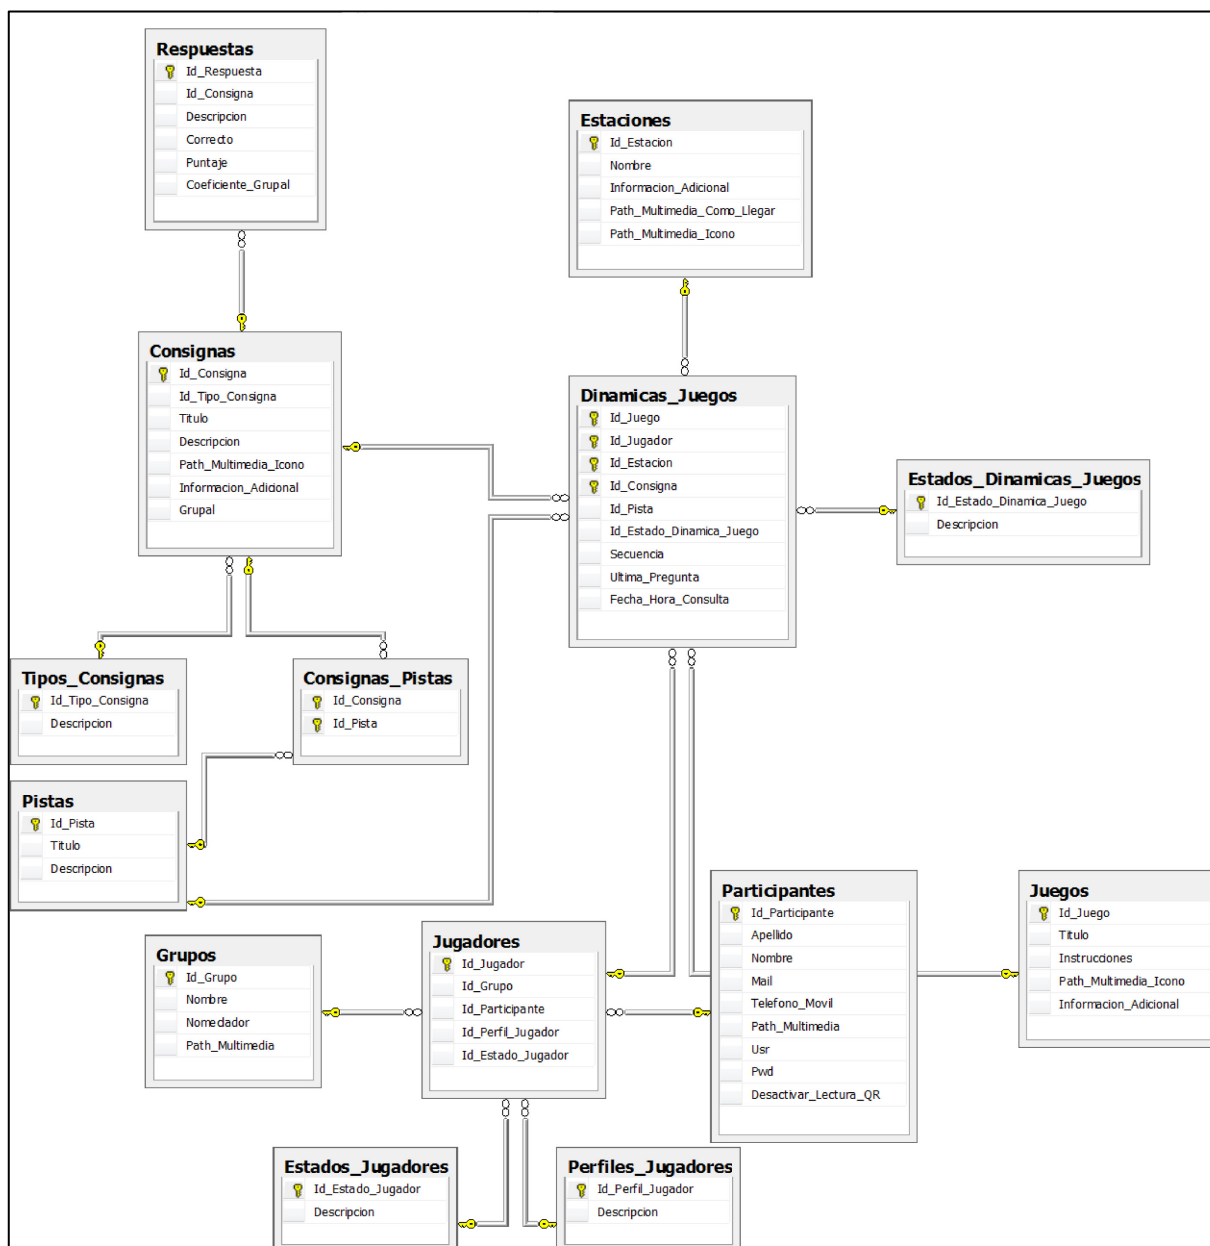 Respuestas
Id_Respuesta
Id_Consigna
Descripcion
Correcto
Puntaje
Coeficiente_Grupal
Estaciones
Id_Estacion
Nombre
Informacion_Adicional
Path_Multimedia_Como_Llegar
Path_Multimedia_Icono
Consignas
Id_Consigna
Id_Tipo_Consigna
Titulo
Descripcion
Path_Multimedia_Icono
Informacion_Adicional
Grupal
Dinamicas_Juegos
Id_Juego
Id_Jugador
Id_Estacion
Id_Consigna
Id_Pista
Id_Estado_Dinamica_Juego
Secuencia
Ultima_Pregunta
Fecha_Hora_Consulta
Estados_Dinamicas_Juegos
Id_Estado_Dinamica_Juego
Descripcion
Tipos_Consignas
Id_Tipo_Consigna
Descripcion
Consignas_Pistas
Id_Consigna
Id_Pista
Pistas
Id_Pista
Titulo
Descripcion
Participantes
Id_Participante
Apellido
Nombre
Mail
Telefono_Movil
Path_Multimedia
Usr
Pwd
Desactivar_Lectura_QR
Juegos
Id_Juego
Titulo
Instrucciones
Path_Multimedia_Icono
Informacion_Adicional
Grupos
Id_Grupo
Nombre
Nomeclador
Path_Multimedia
Jugadores
Id_Jugador
Id_Grupo
Id_Participante
Id_Perfil_Jugador
Id_Estado_Jugador
Estados_Jugadores
Id_Estado_Jugador
Descripcion
Perfiles_Jugadores
Id_Perfil_Jugador
Descripcion